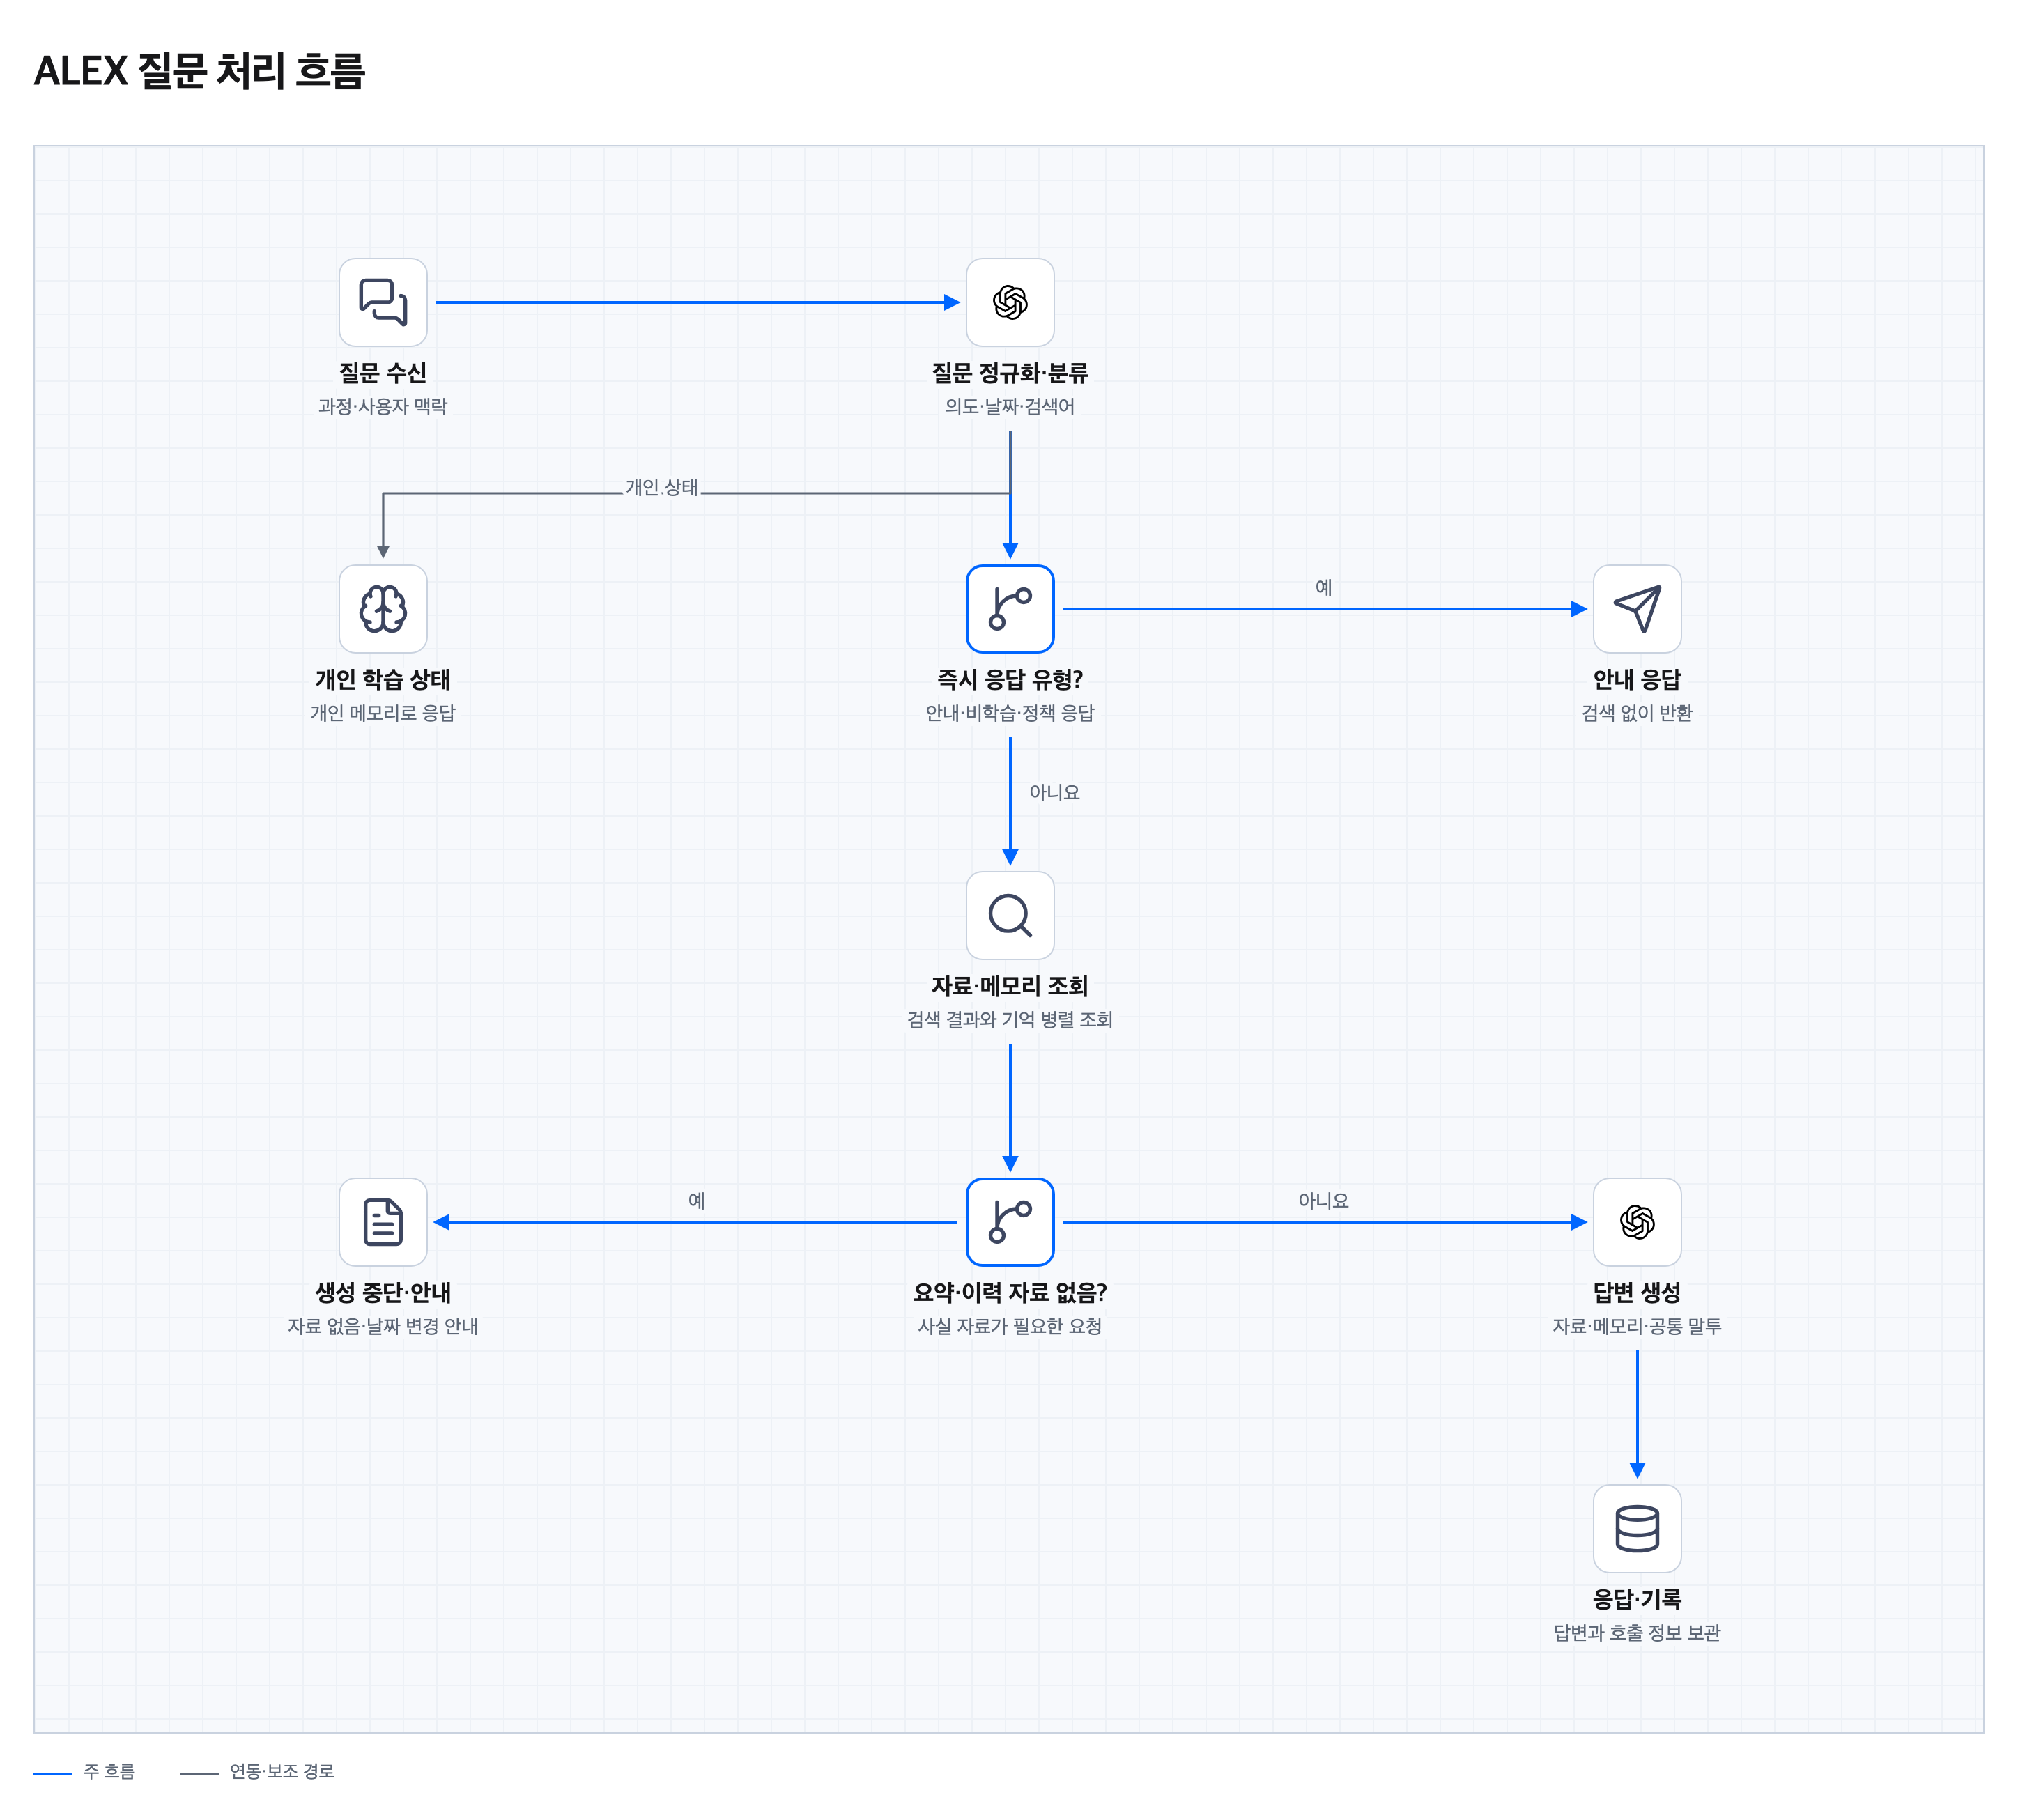 ALEX 질문 처리 흐름
질문 수신
과정·사용자 맥락
질문 정규화·분류
의도·날짜·검색어
개인 상태
개인 학습 상태
개인 메모리로 응답
즉시 응답 유형?
안내·비학습·정책 응답
예
안내 응답
검색 없이 반환
아니요
자료·메모리 조회
검색 결과와 기억 병렬 조회
예
아니요
생성 중단·안내
자료 없음·날짜 변경 안내
요약·이력 자료 없음?
사실 자료가 필요한 요청
답변 생성
자료·메모리·공통 말투
응답·기록
답변과 호출 정보 보관
주 흐름
연동·보조 경로